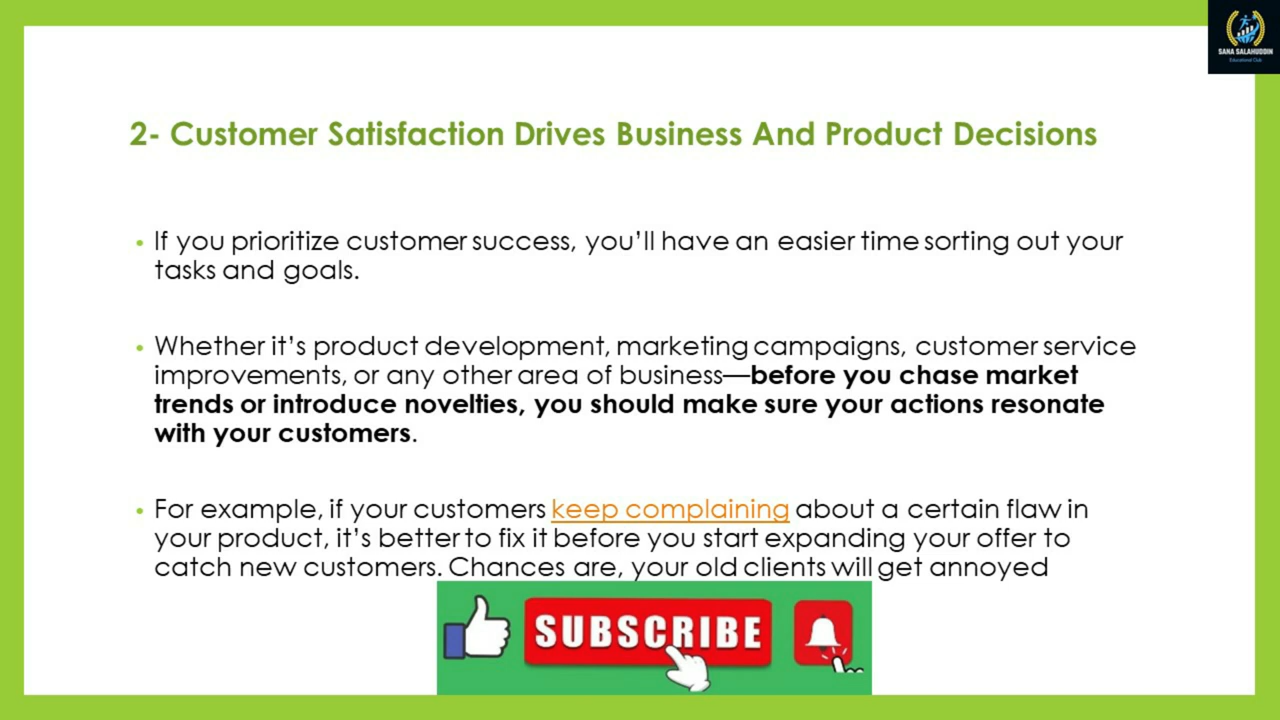 SANA SALAHUDDIN
Educational Club
2- Customer Satisfaction Drives Business And Product Decisions
• If you prioritize customer success, you’ll have an easier time sorting out your
tasks and goals.
• Whether it’s product development, marketing campaigns, customer service
improvements, or any other area of business—before you chase market
trends or introduce novelties, you should make sure your actions resonate
with your customers.
• For example, if your customers keep complaining about a certain flaw in
your product, it’s better to fix it before you start expanding your offer to
catch new customers. Chances are, your old clients will get annoyed
SUBSCRIBE